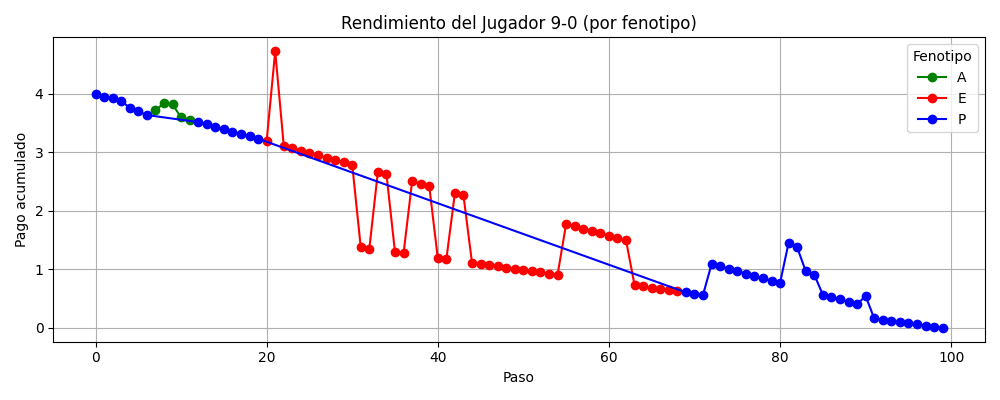 Rendimiento del Jugador 9-0 (por fenotipo)
Pago acumulado
4
3
2
1
0
Fenotipo
A
E
P
0 20 40 60 80 100
Paso